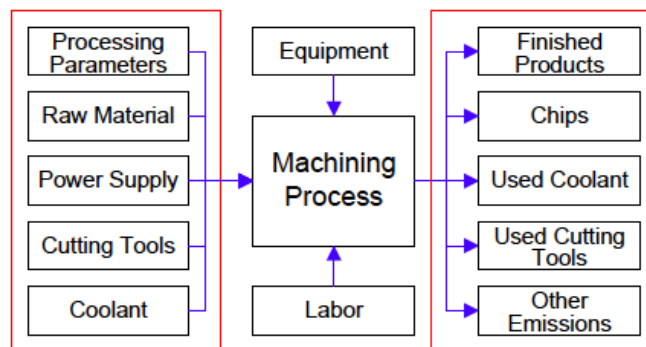 Processing
Parameters
Raw Material
Power Supply
Cutting Tools
Coolant
Equipment
Machining
Process
Labor
Finished
Products
Chips
Used Coolant
Used Cutting
Tools
Other
Emissions